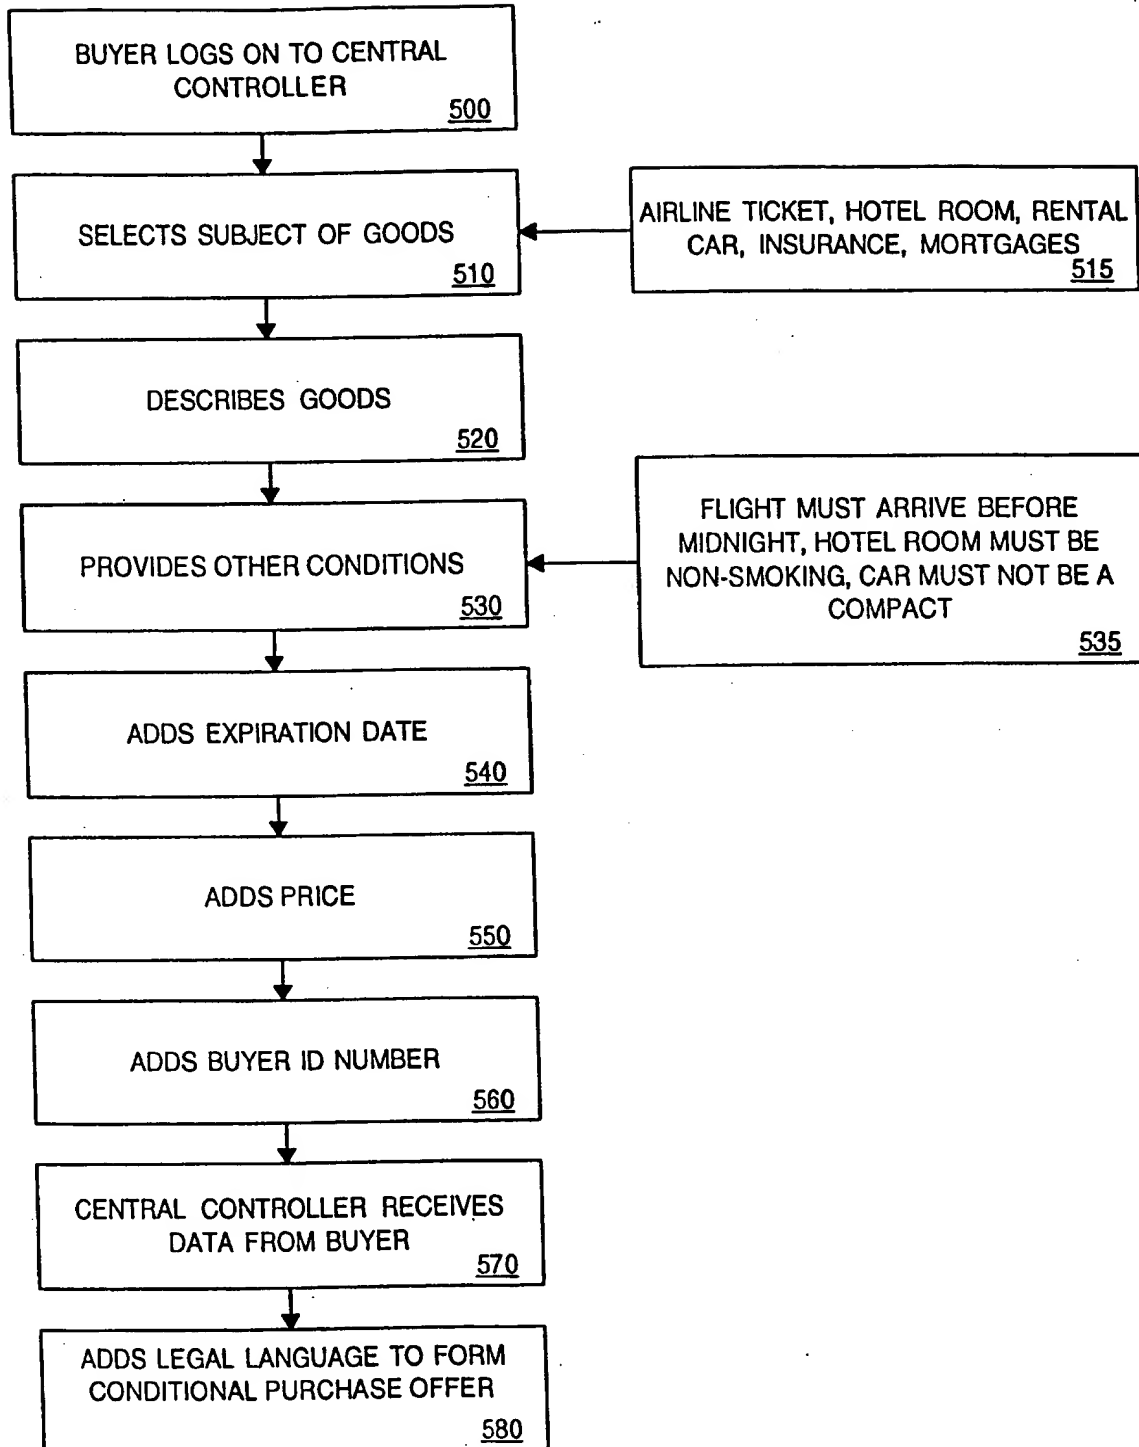 BUYER LOGS ON TO CENTRAL
CONTROLLER
500
SELECTS SUBJECT OF GOODS
510
AIRLINE TICKET, HOTEL ROOM, RENTAL
CAR, INSURANCE, MORTGAGES
515
DESCRIBES GOODS
520
PROVIDES OTHER CONDITIONS
530
FLIGHT MUST ARRIVE BEFORE
MIDNIGHT, HOTEL ROOM MUST BE
NON-SMOKING, CAR MUST NOT BE A
COMPACT
535
ADDS EXPIRATION DATE
540
ADDS PRICE
550
ADDS BUYER ID NUMBER
560
CENTRAL CONTROLLER RECEIVES
DATA FROM BUYER
570
ADDS LEGAL LANGUAGE TO FORM
CONDITIONAL PURCHASE OFFER
580